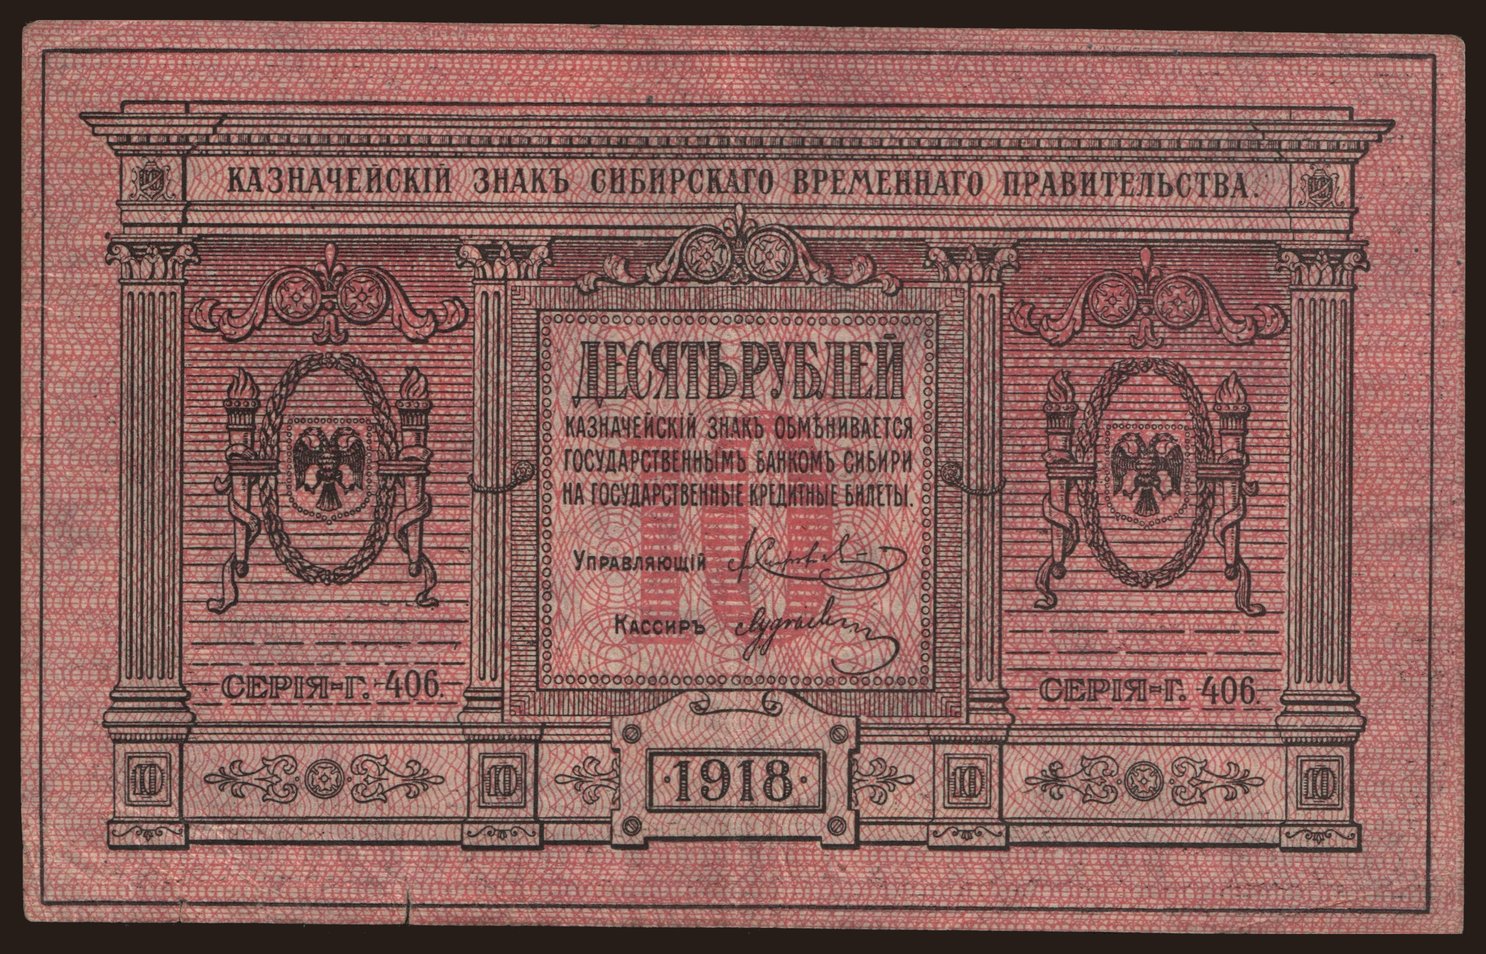 КАЗНАЧЕЙСКІЙ ЗНАКЪ СИБИРСКАГО ВРЕМЕННАГО ПРАВИТЕЛЬСТВА.
ДЕСЯТЬ РУБЛЕЙ
КАЗНАЧЕЙСКІЙ ЗНАКЪ ОБМѢНИВАЕТСЯ
ГОСУДАРСТВЕННЫМЪ БАНКОМЪ СИБИРИ
НА ГОСУДАРСТВЕННЫЕ КРЕДИТНЫЕ БИЛЕТЫ.
10
УПРАВЛЯЮЩІЙ
КАССИРЪ
СЕРІЯ-Г. 406.
СЕРІЯ-Г. 406.
10
10
·1918·
10
10